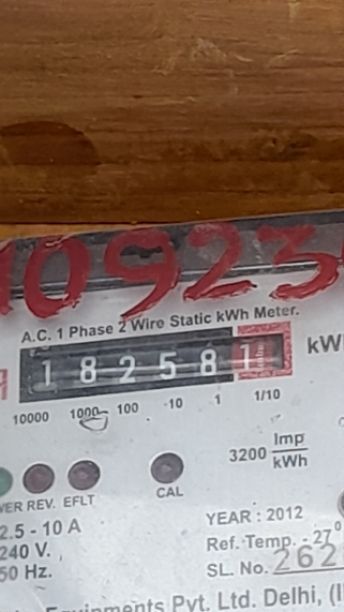 10923
A.C. 1 Phase 2 Wire Static kWh Meter.
1 8 2 5 8 1
10000 1000 100 10 1 1/10
3200 Imp/kWh
REV. EFLT CAL
2.5 - 10 A
240 V.
50 Hz.
YEAR : 2012
Ref. Temp. - 27°
SL. No. 262
Pvt. Ltd. Delhi,